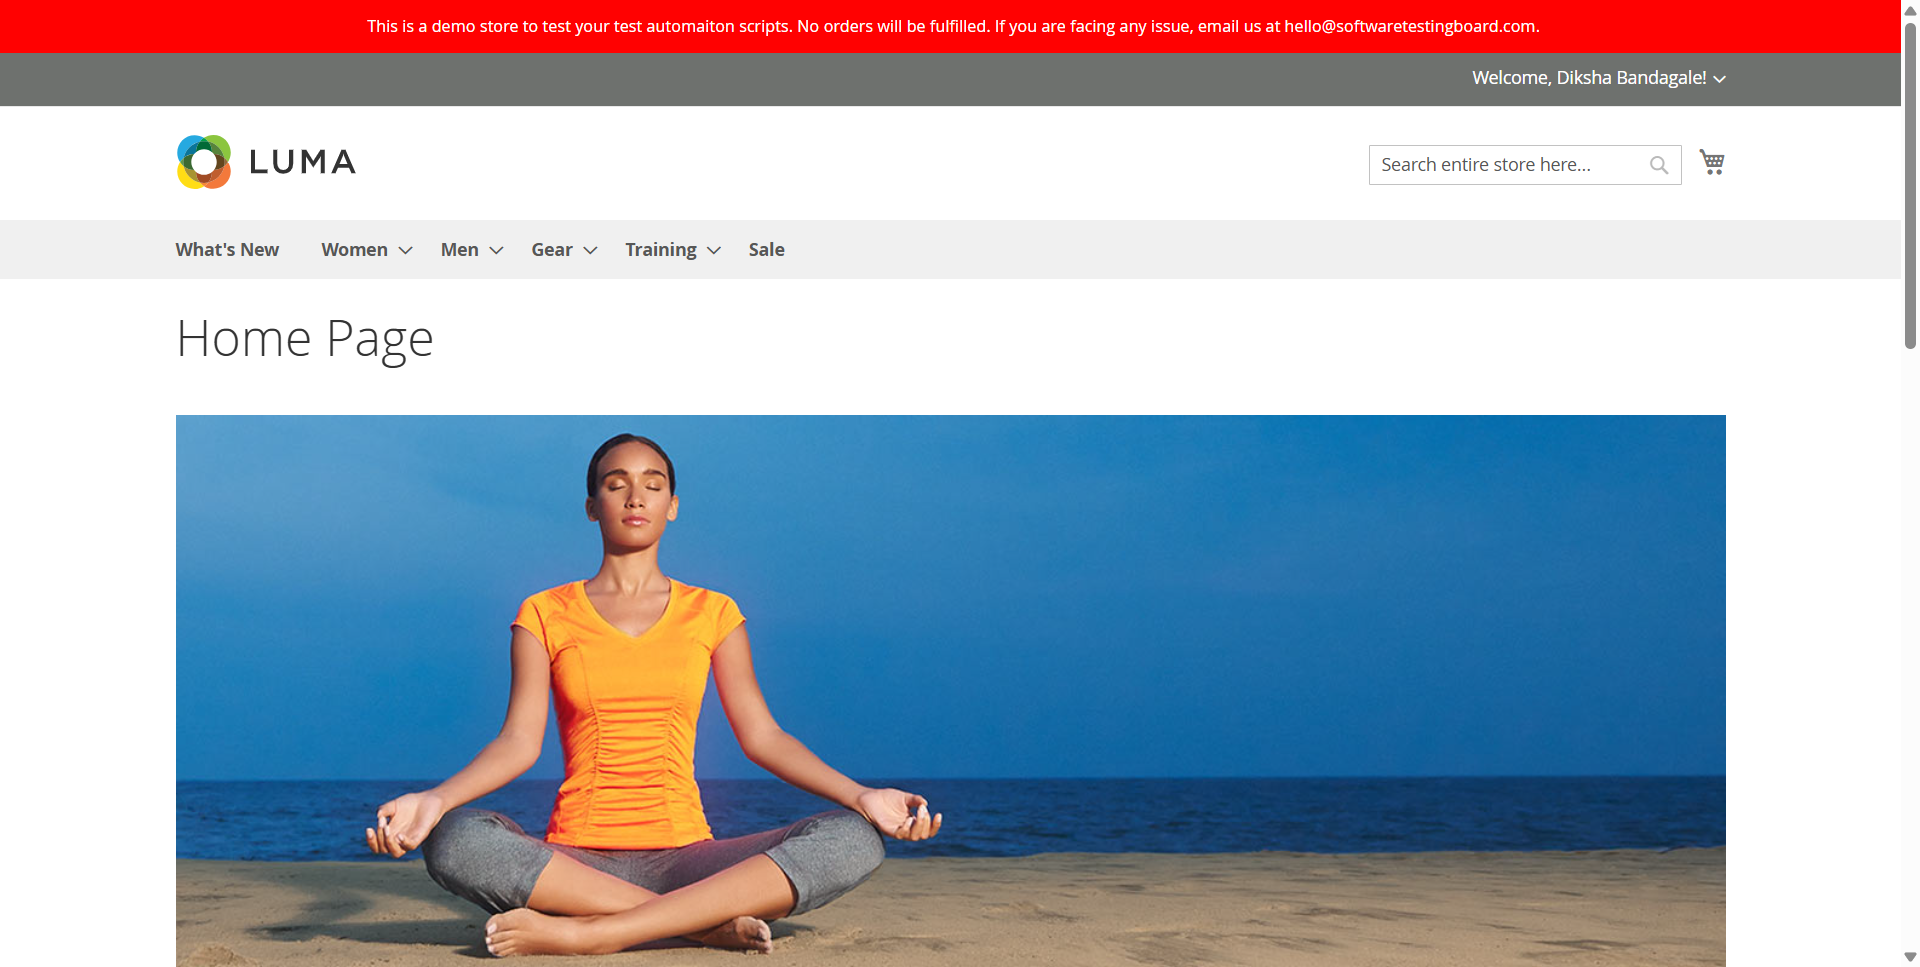 This is a demo store to test your test automaiton scripts. No orders will be fulfilled. If you are facing any issue, email us at hello@softwaretestingboard.com.
Welcome, Diksha Bandagale!
LUMA
Search entire store here...
What's New Women Men Gear Training Sale
Home Page